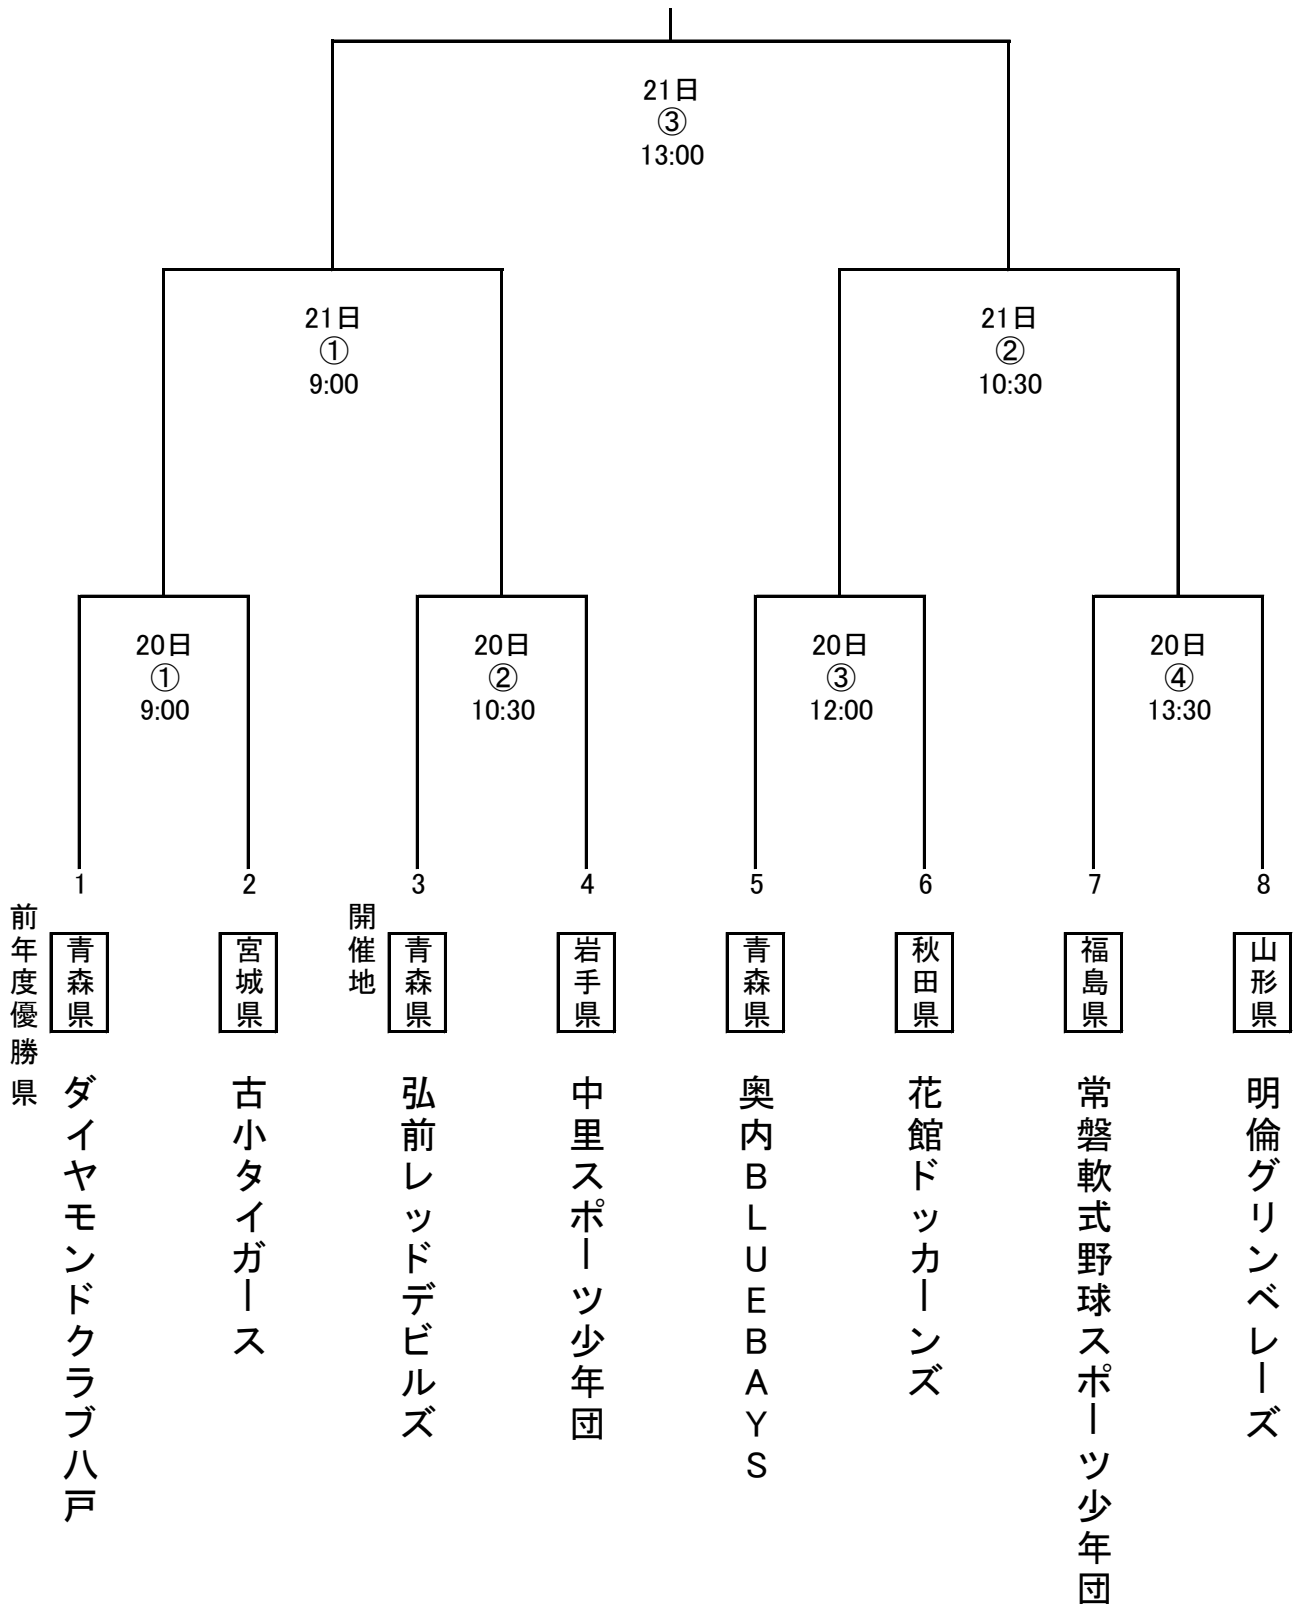 21日
③
13:00
21日
①
9:00
21日
②
10:30
20日
①
9:00
20日
②
10:30
20日
③
12:00
20日
④
13:30
1
2
3
4
5
6
7
8
前年度優勝県
青森県
ダイヤモンドクラブ八戸
宮城県
古小タイガース
開催地
青森県
弘前レッドデビルズ
岩手県
中里スポーツ少年団
青森県
奥内BLUEBAYS
秋田県
花館ドッカーンズ
福島県
常磐軟式野球スポーツ少年団
山形県
明倫グリンベレーズ